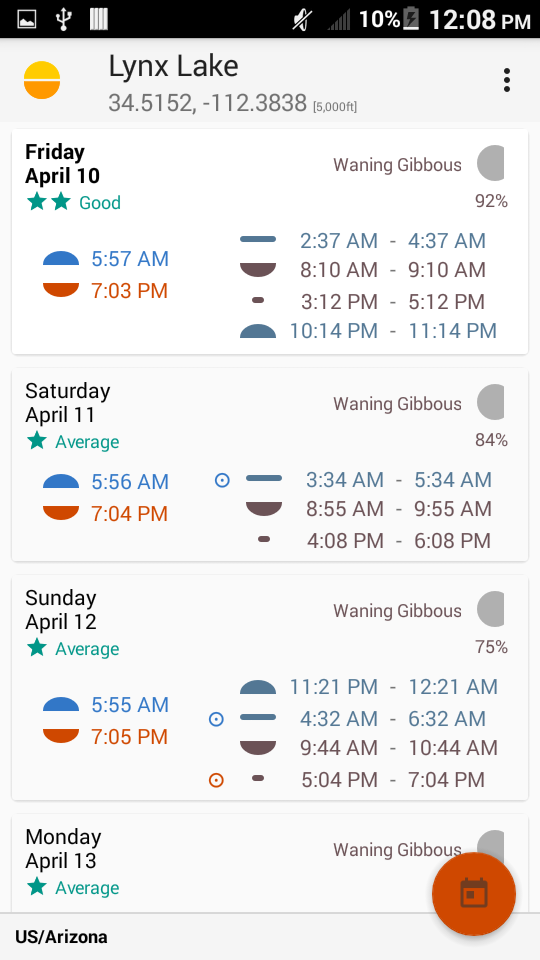 10% 12:08 PM
Lynx Lake
34.5152, -112.3838 [5,000ft]
Friday
April 10
Waning Gibbous
Good
92%
5:57 AM
7:03 PM
2:37 AM - 4:37 AM
8:10 AM - 9:10 AM
3:12 PM - 5:12 PM
10:14 PM - 11:14 PM
Saturday
April 11
Waning Gibbous
Average
84%
5:56 AM
7:04 PM
3:34 AM - 5:34 AM
8:55 AM - 9:55 AM
4:08 PM - 6:08 PM
Sunday
April 12
Waning Gibbous
Average
75%
5:55 AM
7:05 PM
11:21 PM - 12:21 AM
4:32 AM - 6:32 AM
9:44 AM - 10:44 AM
5:04 PM - 7:04 PM
Monday
April 13
Waning Gibbous
Average
US/Arizona